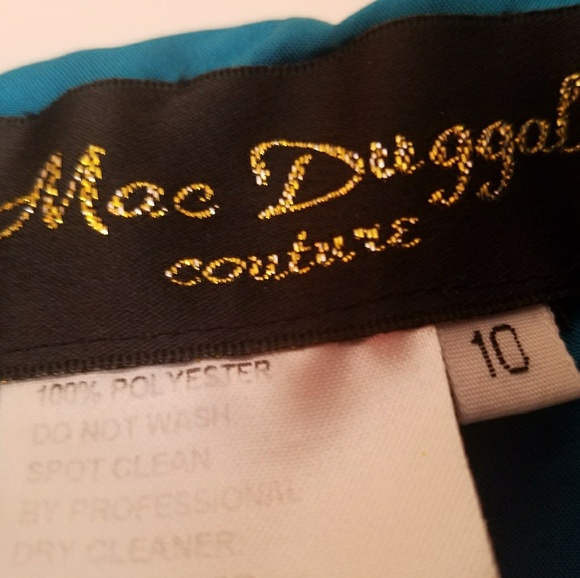 Mac Duggal
couture
10
100% POLYESTER
DO NOT WASH
SPOT CLEAN
BY PROFESSIONAL
DRY CLEANER